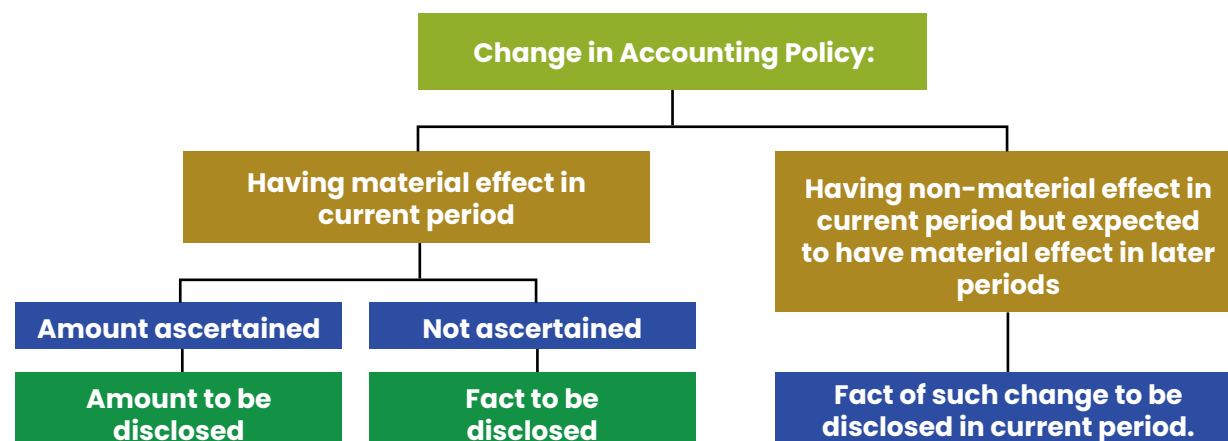 Change in Accounting Policy:
Having material effect in
current period
Having non-material effect in
current period but expected
to have material effect in later
periods
Amount ascertained
Not ascertained
Amount to be
disclosed
Fact to be
disclosed
Fact of such change to be
disclosed in current period.